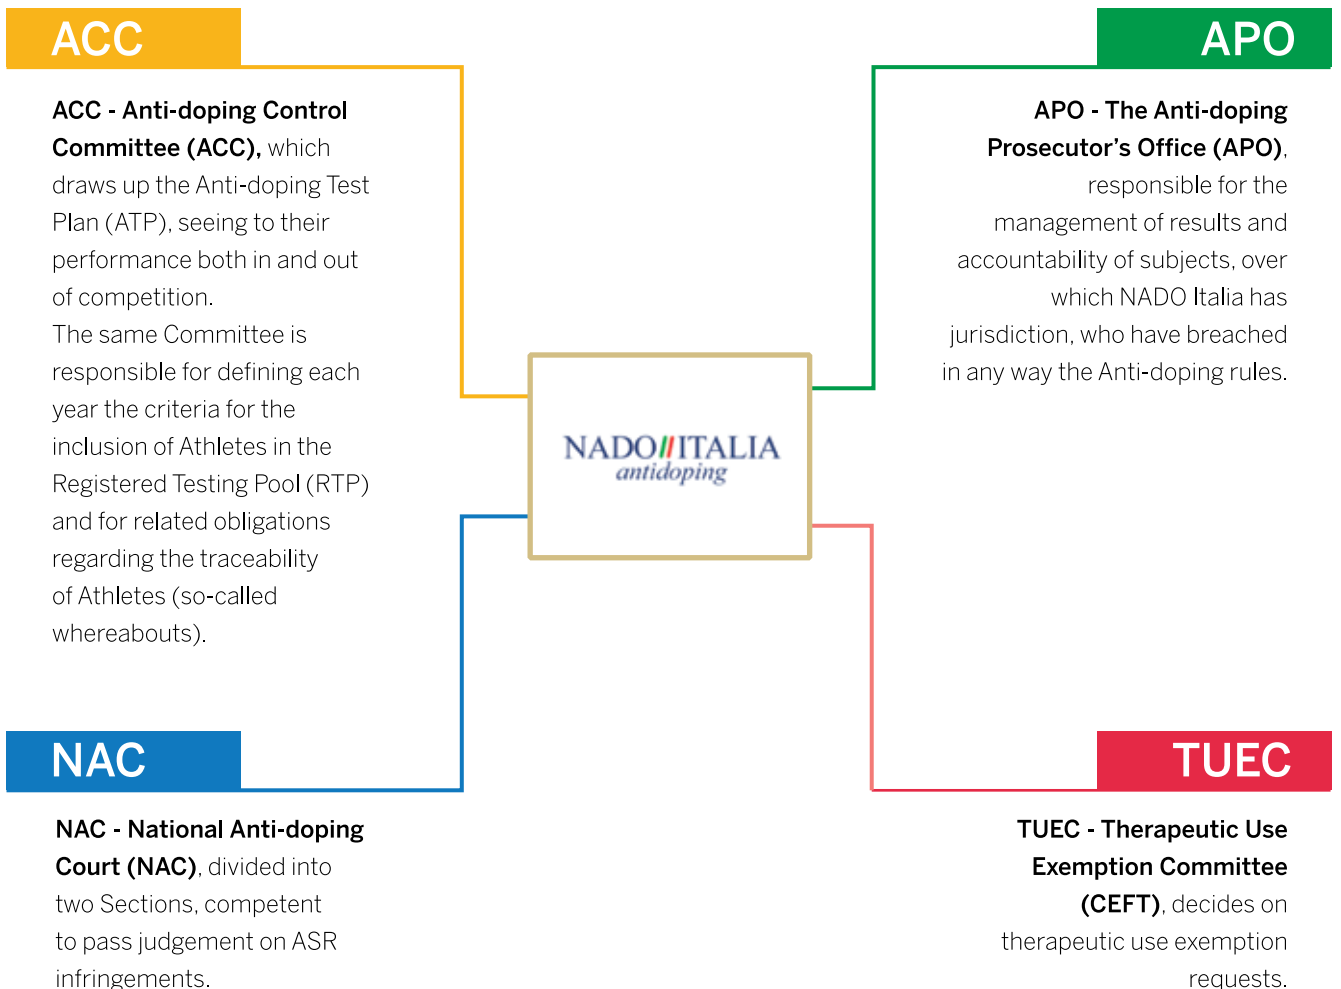 ACC
ACC - Anti-doping Control
Committee (ACC), which
draws up the Anti-doping Test
Plan (ATP), seeing to their
performance both in and out
of competition.
The same Committee is
responsible for defining each
year the criteria for the
inclusion of Athletes in the
Registered Testing Pool (RTP)
and for related obligations
regarding the traceability
of Athletes (so-called
whereabouts).
APO
APO - The Anti-doping
Prosecutor’s Office (APO),
responsible for the
management of results and
accountability of subjects, over
which NADO Italia has
jurisdiction, who have breached
in any way the Anti-doping rules.
NADO//ITALIA
antidoping
NAC
NAC - National Anti-doping
Court (NAC), divided into
two Sections, competent
to pass judgement on ASR
infringements.
TUEC
TUEC - Therapeutic Use
Exemption Committee
(CEFT), decides on
therapeutic use exemption
requests.